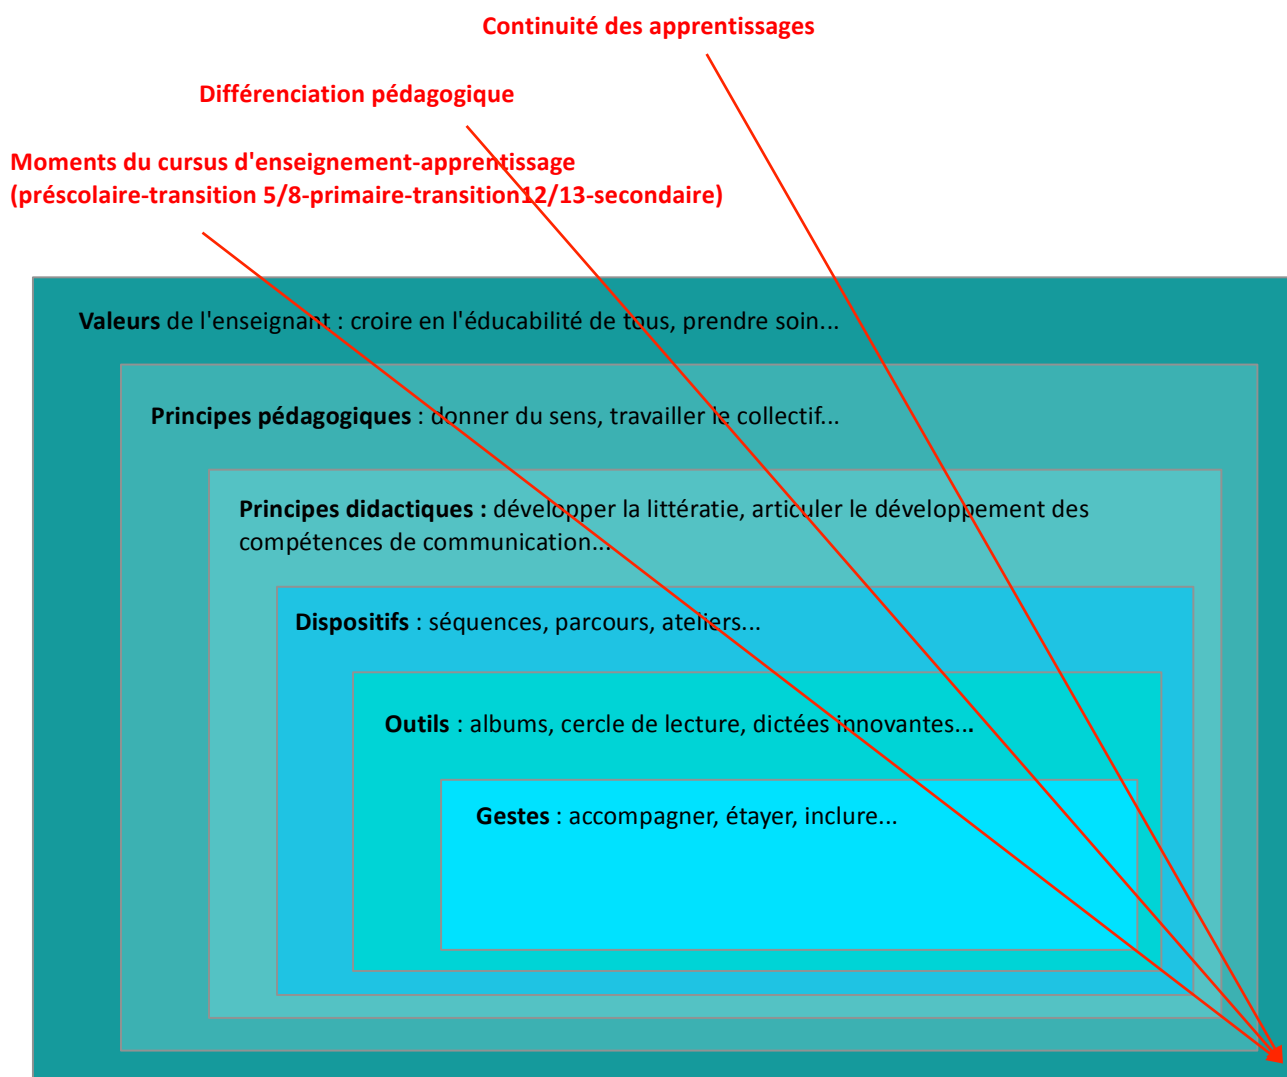 Continuité des apprentissages
Différenciation pédagogique
Moments du cursus d'enseignement-apprentissage
(préscolaire-transition 5/8-primaire-transition12/13-secondaire)
Valeurs de l'enseignant : croire en l'éducabilité de tous, prendre soin...
Principes pédagogiques : donner du sens, travailler le collectif...
Principes didactiques : développer la littératie, articuler le développement des
compétences de communication...
Dispositifs : séquences, parcours, ateliers...
Outils : albums, cercle de lecture, dictées innovantes...
Gestes : accompagner, étayer, inclure...